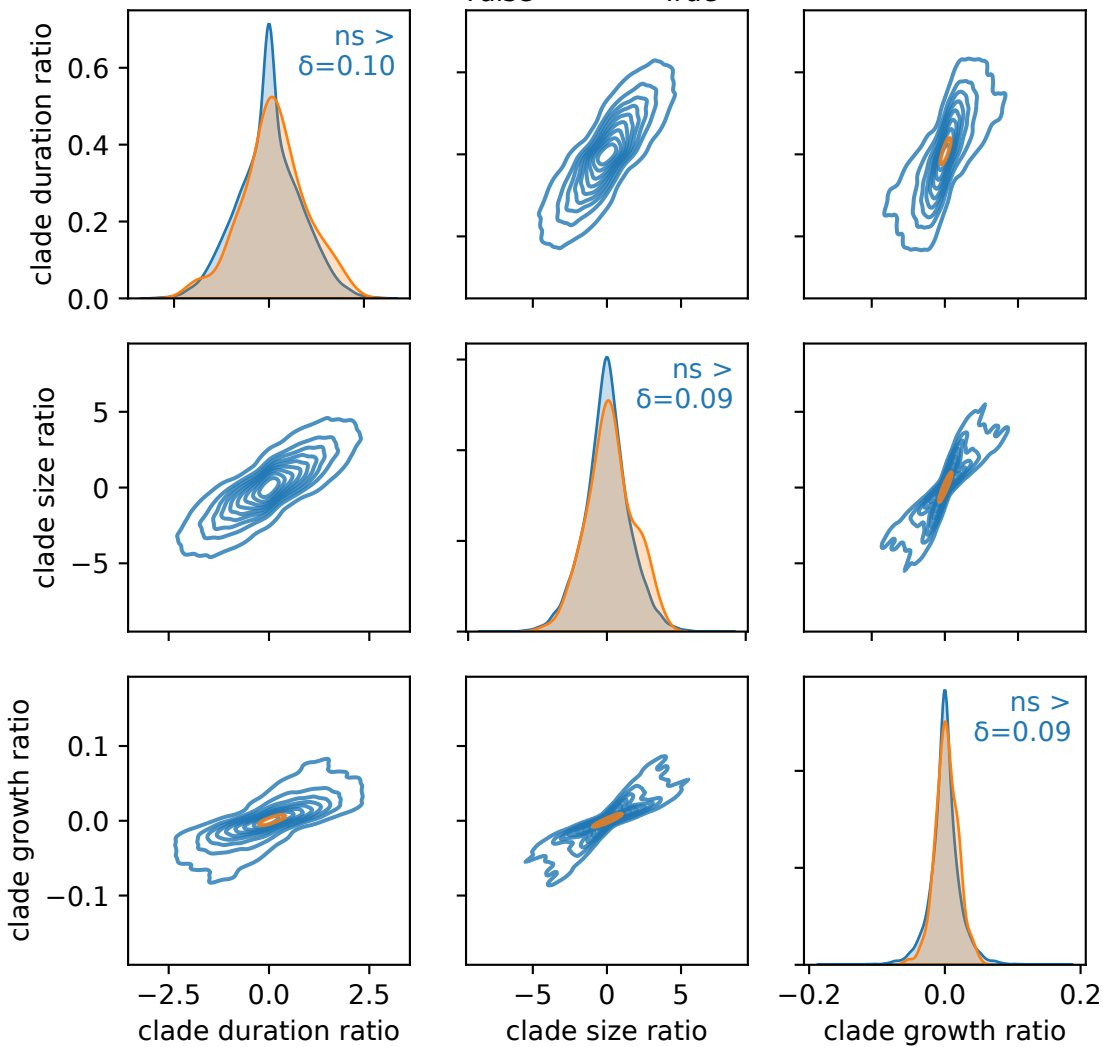 clade duration ratio
0.6
0.4
0.2
0.0
ns >
δ=0.10
clade size ratio
5
0
−5
ns >
δ=0.09
clade growth ratio
0.1
0.0
−0.1
ns >
δ=0.09
−2.5 0.0 2.5
−5 0 5
−0.2 0.0 0.2
clade duration ratio
clade size ratio
clade growth ratio